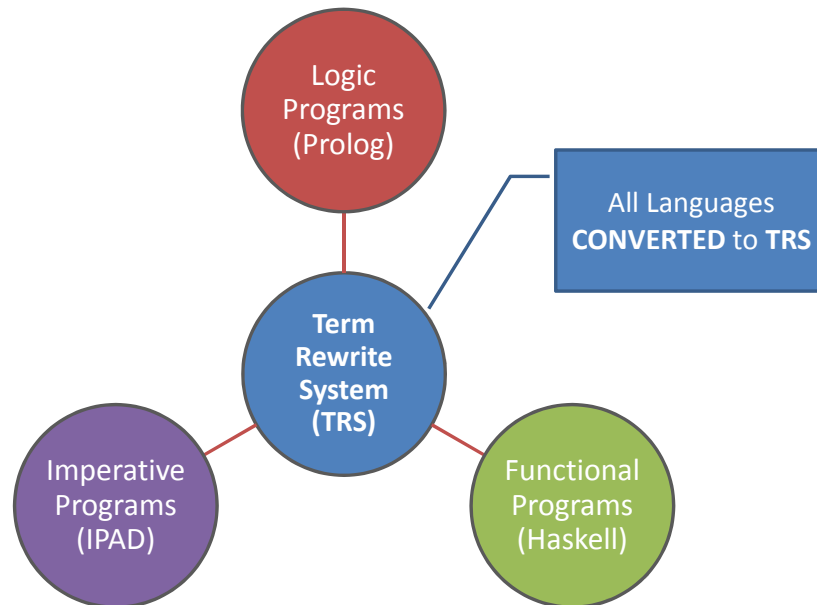 Logic
Programs
(Prolog)
All Languages
CONVERTED to TRS
Term
Rewrite
System
(TRS)
Imperative
Programs
(IPAD)
Functional
Programs
(Haskell)